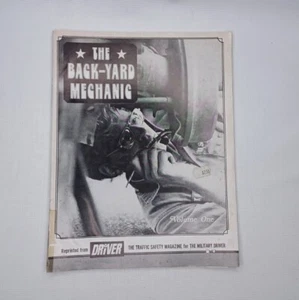 THE
BACK-YARD
MECHANIC
Volume One
Reprinted from DRIVER THE TRAFFIC SAFETY MAGAZINE for THE MILITARY DRIVER